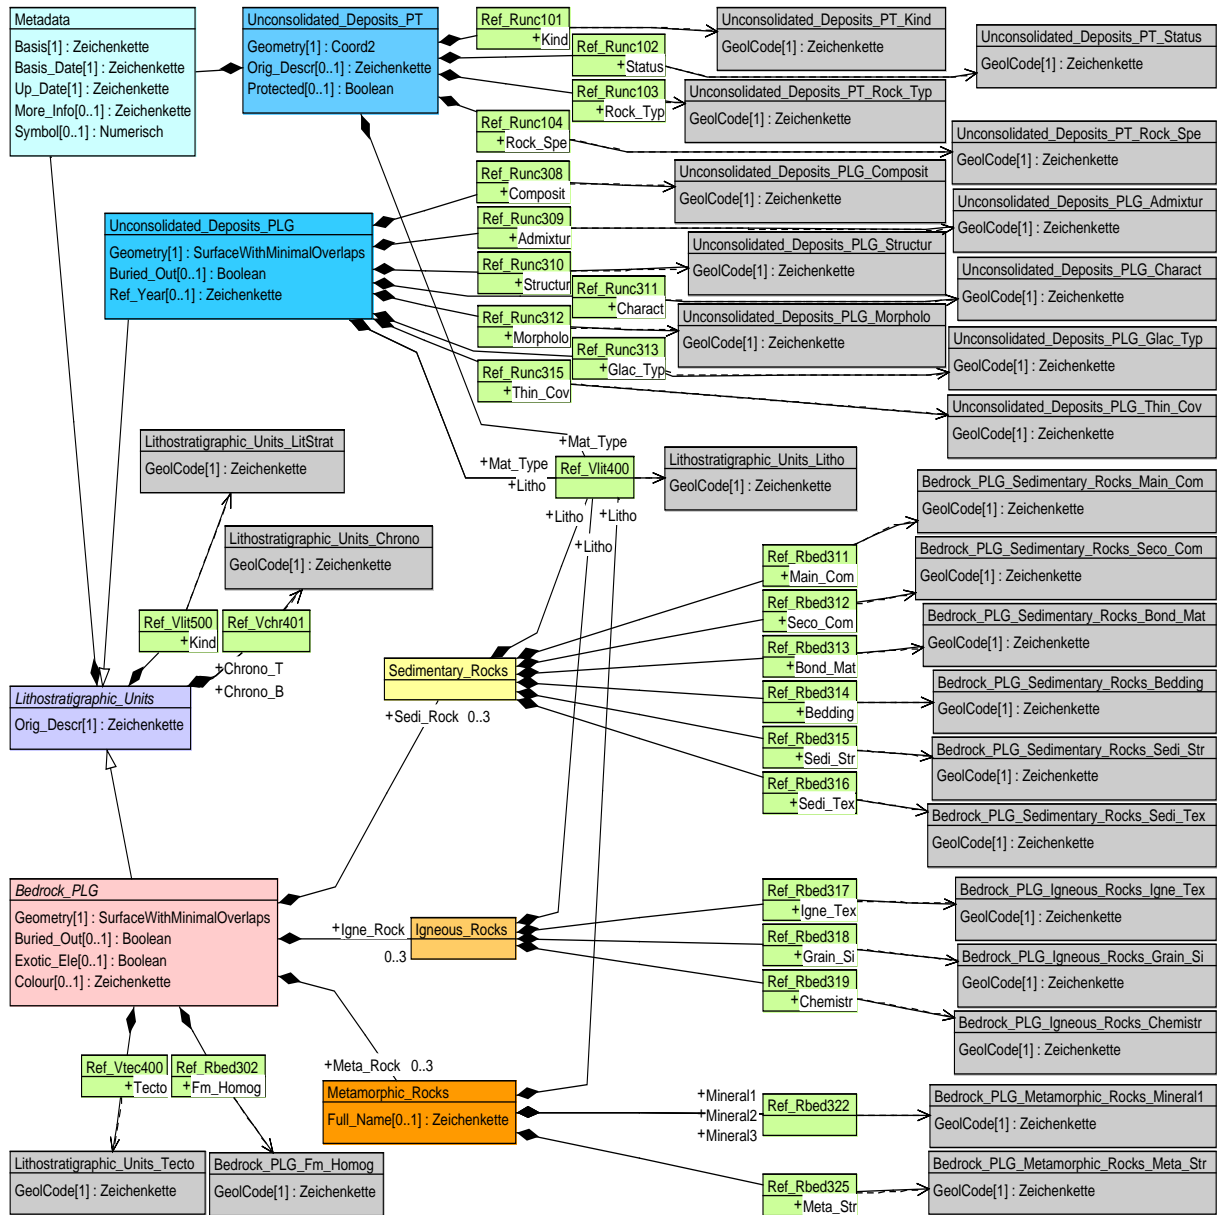 Metadata
Basis[1] : Zeichenkette
Basis_Date[1] : Zeichenkette
Up_Date[1] : Zeichenkette
More_Info[0..1] : Zeichenkette
Symbol[0..1] : Numerisch
Unconsolidated_Deposits_PT
Geometry[1] : Coord2
Orig_Descr[0..1] : Zeichenkette
Protected[0..1] : Boolean
Ref_Runc101
+Kind
Ref_Runc102
+Status
Ref_Runc103
+Rock_Typ
Ref_Runc104
+Rock_Spe
Unconsolidated_Deposits_PT_Kind
GeolCode[1] : Zeichenkette
Unconsolidated_Deposits_PT_Status
GeolCode[1] : Zeichenkette
Unconsolidated_Deposits_PT_Rock_Typ
GeolCode[1] : Zeichenkette
Unconsolidated_Deposits_PT_Rock_Spe
GeolCode[1] : Zeichenkette
Unconsolidated_Deposits_PLG
Geometry[1] : SurfaceWithMinimalOverlaps
Buried_Out[0..1] : Boolean
Ref_Year[0..1] : Zeichenkette
Ref_Runc308
+Composit
Ref_Runc309
+Admixtur
Ref_Runc310
+Structur
Ref_Runc311
+Charact
Ref_Runc312
+Morpholo
Ref_Runc313
+Glac_Typ
Ref_Runc315
+Thin_Cov
Unconsolidated_Deposits_PLG_Composit
GeolCode[1] : Zeichenkette
Unconsolidated_Deposits_PLG_Admixtur
GeolCode[1] : Zeichenkette
Unconsolidated_Deposits_PLG_Structur
GeolCode[1] : Zeichenkette
Unconsolidated_Deposits_PLG_Charact
GeolCode[1] : Zeichenkette
Unconsolidated_Deposits_PLG_Morpholo
GeolCode[1] : Zeichenkette
Unconsolidated_Deposits_PLG_Glac_Typ
GeolCode[1] : Zeichenkette
Unconsolidated_Deposits_PLG_Thin_Cov
GeolCode[1] : Zeichenkette
Lithostratigraphic_Units_LitStrat
GeolCode[1] : Zeichenkette
Lithostratigraphic_Units_Chrono
GeolCode[1] : Zeichenkette
+Mat_Type
+Mat_Type
+Litho
Ref_Vlit400
+Litho
+Litho
+Litho
Lithostratigraphic_Units_Litho
GeolCode[1] : Zeichenkette
Ref_Vlit500
+Kind
Ref_Vchr401
+Chrono_T
+Chrono_B
Lithostratigraphic_Units
Orig_Descr[1] : Zeichenkette
Sedimentary_Rocks
+Sedi_Rock 0..3
Ref_Rbed311
+Main_Com
Ref_Rbed312
+Seco_Com
Ref_Rbed313
+Bond_Mat
Ref_Rbed314
+Bedding
Ref_Rbed315
+Sedi_Str
Ref_Rbed316
+Sedi_Tex
Bedrock_PLG_Sedimentary_Rocks_Main_Com
GeolCode[1] : Zeichenkette
Bedrock_PLG_Sedimentary_Rocks_Seco_Com
GeolCode[1] : Zeichenkette
Bedrock_PLG_Sedimentary_Rocks_Bond_Mat
GeolCode[1] : Zeichenkette
Bedrock_PLG_Sedimentary_Rocks_Bedding
GeolCode[1] : Zeichenkette
Bedrock_PLG_Sedimentary_Rocks_Sedi_Str
GeolCode[1] : Zeichenkette
Bedrock_PLG_Sedimentary_Rocks_Sedi_Tex
GeolCode[1] : Zeichenkette
Bedrock_PLG
Geometry[1] : SurfaceWithMinimalOverlaps
Buried_Out[0..1] : Boolean
Exotic_Ele[0..1] : Boolean
Colour[0..1] : Zeichenkette
+Igne_Rock
0..3
Igneous_Rocks
Ref_Rbed317
+Igne_Tex
Ref_Rbed318
+Grain_Si
Ref_Rbed319
+Chemistr
Bedrock_PLG_Igneous_Rocks_Igne_Tex
GeolCode[1] : Zeichenkette
Bedrock_PLG_Igneous_Rocks_Grain_Si
GeolCode[1] : Zeichenkette
Bedrock_PLG_Igneous_Rocks_Chemistr
GeolCode[1] : Zeichenkette
Ref_Vtec400
+Tecto
Ref_Rbed302
+Fm_Homog
+Meta_Rock 0..3
Metamorphic_Rocks
Full_Name[0..1] : Zeichenkette
+Mineral1
+Mineral2
+Mineral3
Ref_Rbed322
Bedrock_PLG_Metamorphic_Rocks_Mineral1
GeolCode[1] : Zeichenkette
Ref_Rbed325
+Meta_Str
Bedrock_PLG_Metamorphic_Rocks_Meta_Str
GeolCode[1] : Zeichenkette
Lithostratigraphic_Units_Tecto
GeolCode[1] : Zeichenkette
Bedrock_PLG_Fm_Homog
GeolCode[1] : Zeichenkette